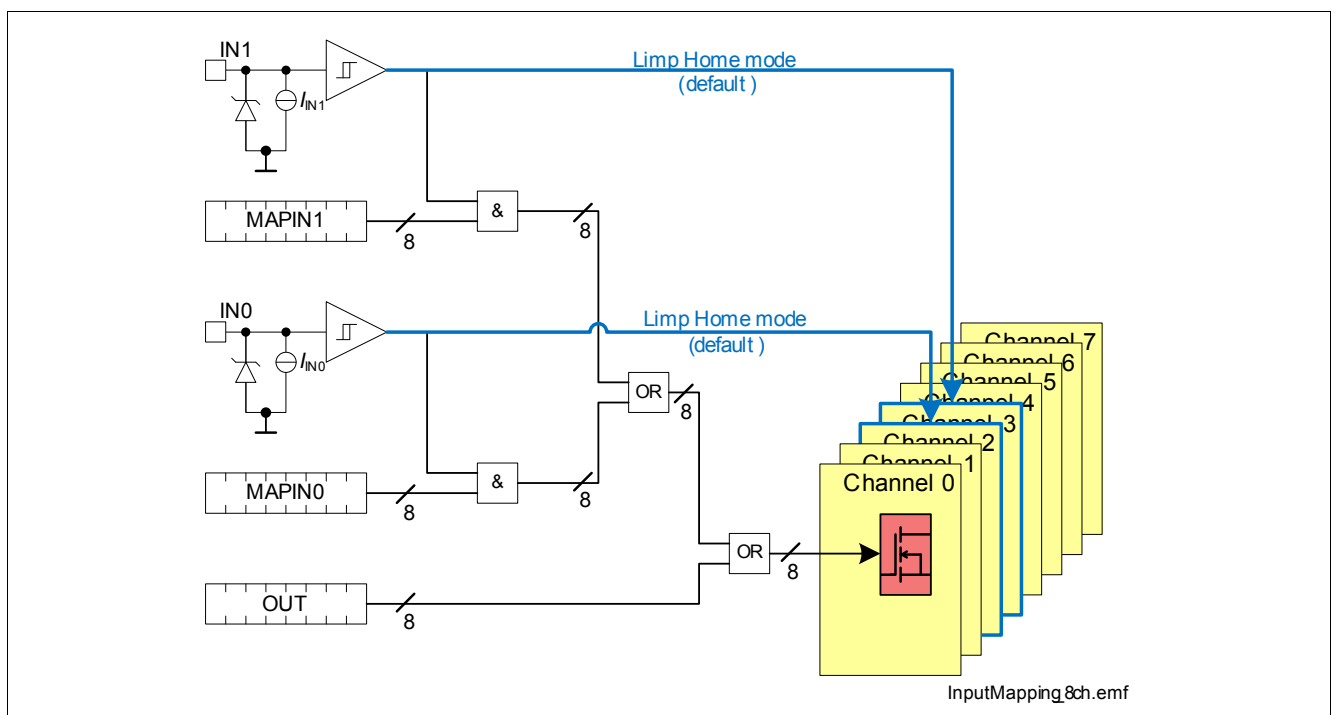 IN1
Limp Home mode
(default )
I_IN1
MAPIN1
8
&
8
IN0
Limp Home mode
(default )
I_IN0
Channel 7
Channel 6
Channel 5
Channel 4
Channel 3
Channel 2
Channel 1
Channel 0
OR
8
MAPIN0
8
&
8
OR
8
OUT
8
InputMapping_8ch.emf